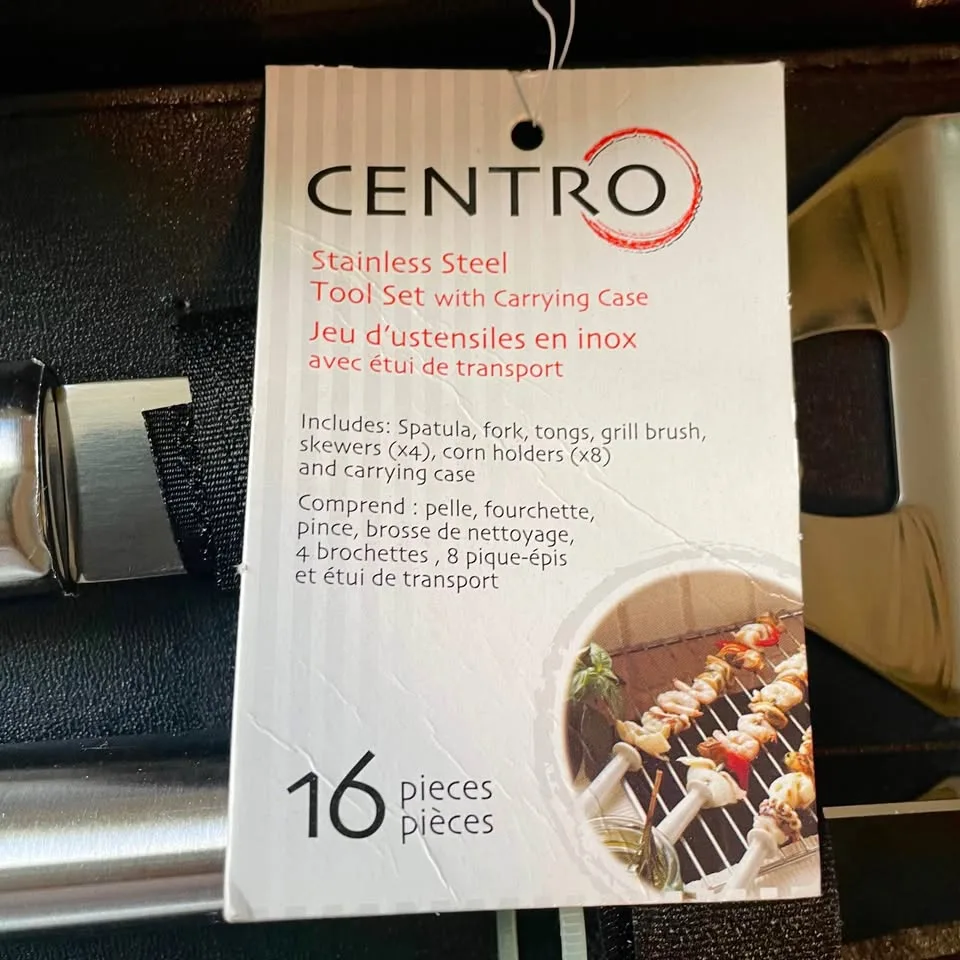 CENTRO
Stainless Steel
Tool Set with Carrying Case
Jeu d'ustensiles en inox
avec étui de transport
Includes: Spatula, fork, tongs, grill brush,
skewers (x4), corn holders (x8)
and carrying case
Comprend : pelle, fourchette,
pince, brosse de nettoyage,
4 brochettes , 8 pique-épis
et étui de transport
16 pieces
pièces